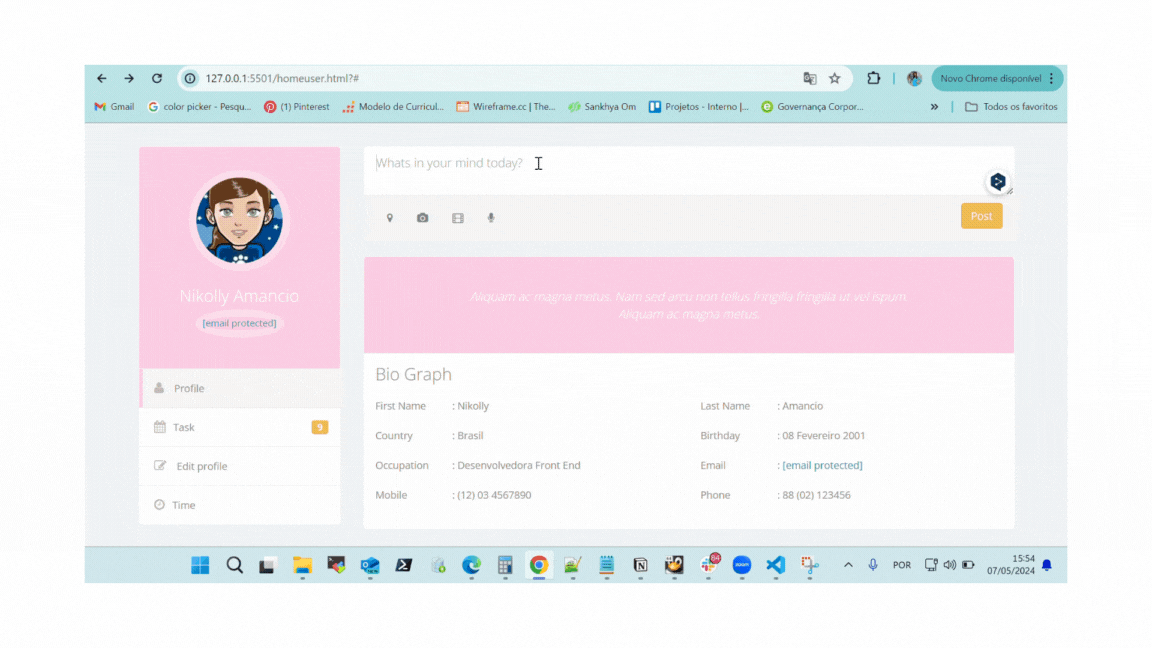 127.0.0.1:5501/homeuser.html?#
Novo Chrome disponível
Gmail
color picker - Pesqu...
(1) Pinterest
Modelo de Curricul...
Wireframe.cc | The...
Sankhya Om
Projetos - Interno |...
Governança Corpor...
»
Todos os favoritos
Whats in your mind today?
Post
Nikolly Amancio
[email protected]
Aliquam ac magna metus. Nam sed arcu non tellus fringilla fringilla ut vel ispum.
Aliquam ac magna metus.
Profile
Task 9
Edit profile
Time
Bio Graph
First Name : Nikolly
Last Name : Amancio
Country : Brasil
Birthday : 08 Fevereiro 2001
Occupation : Desenvolvedora Front End
Email : [email protected]
Mobile : (12) 03 4567890
Phone : 88 (02) 123456
84
zoom
POR
15:54
07/05/2024